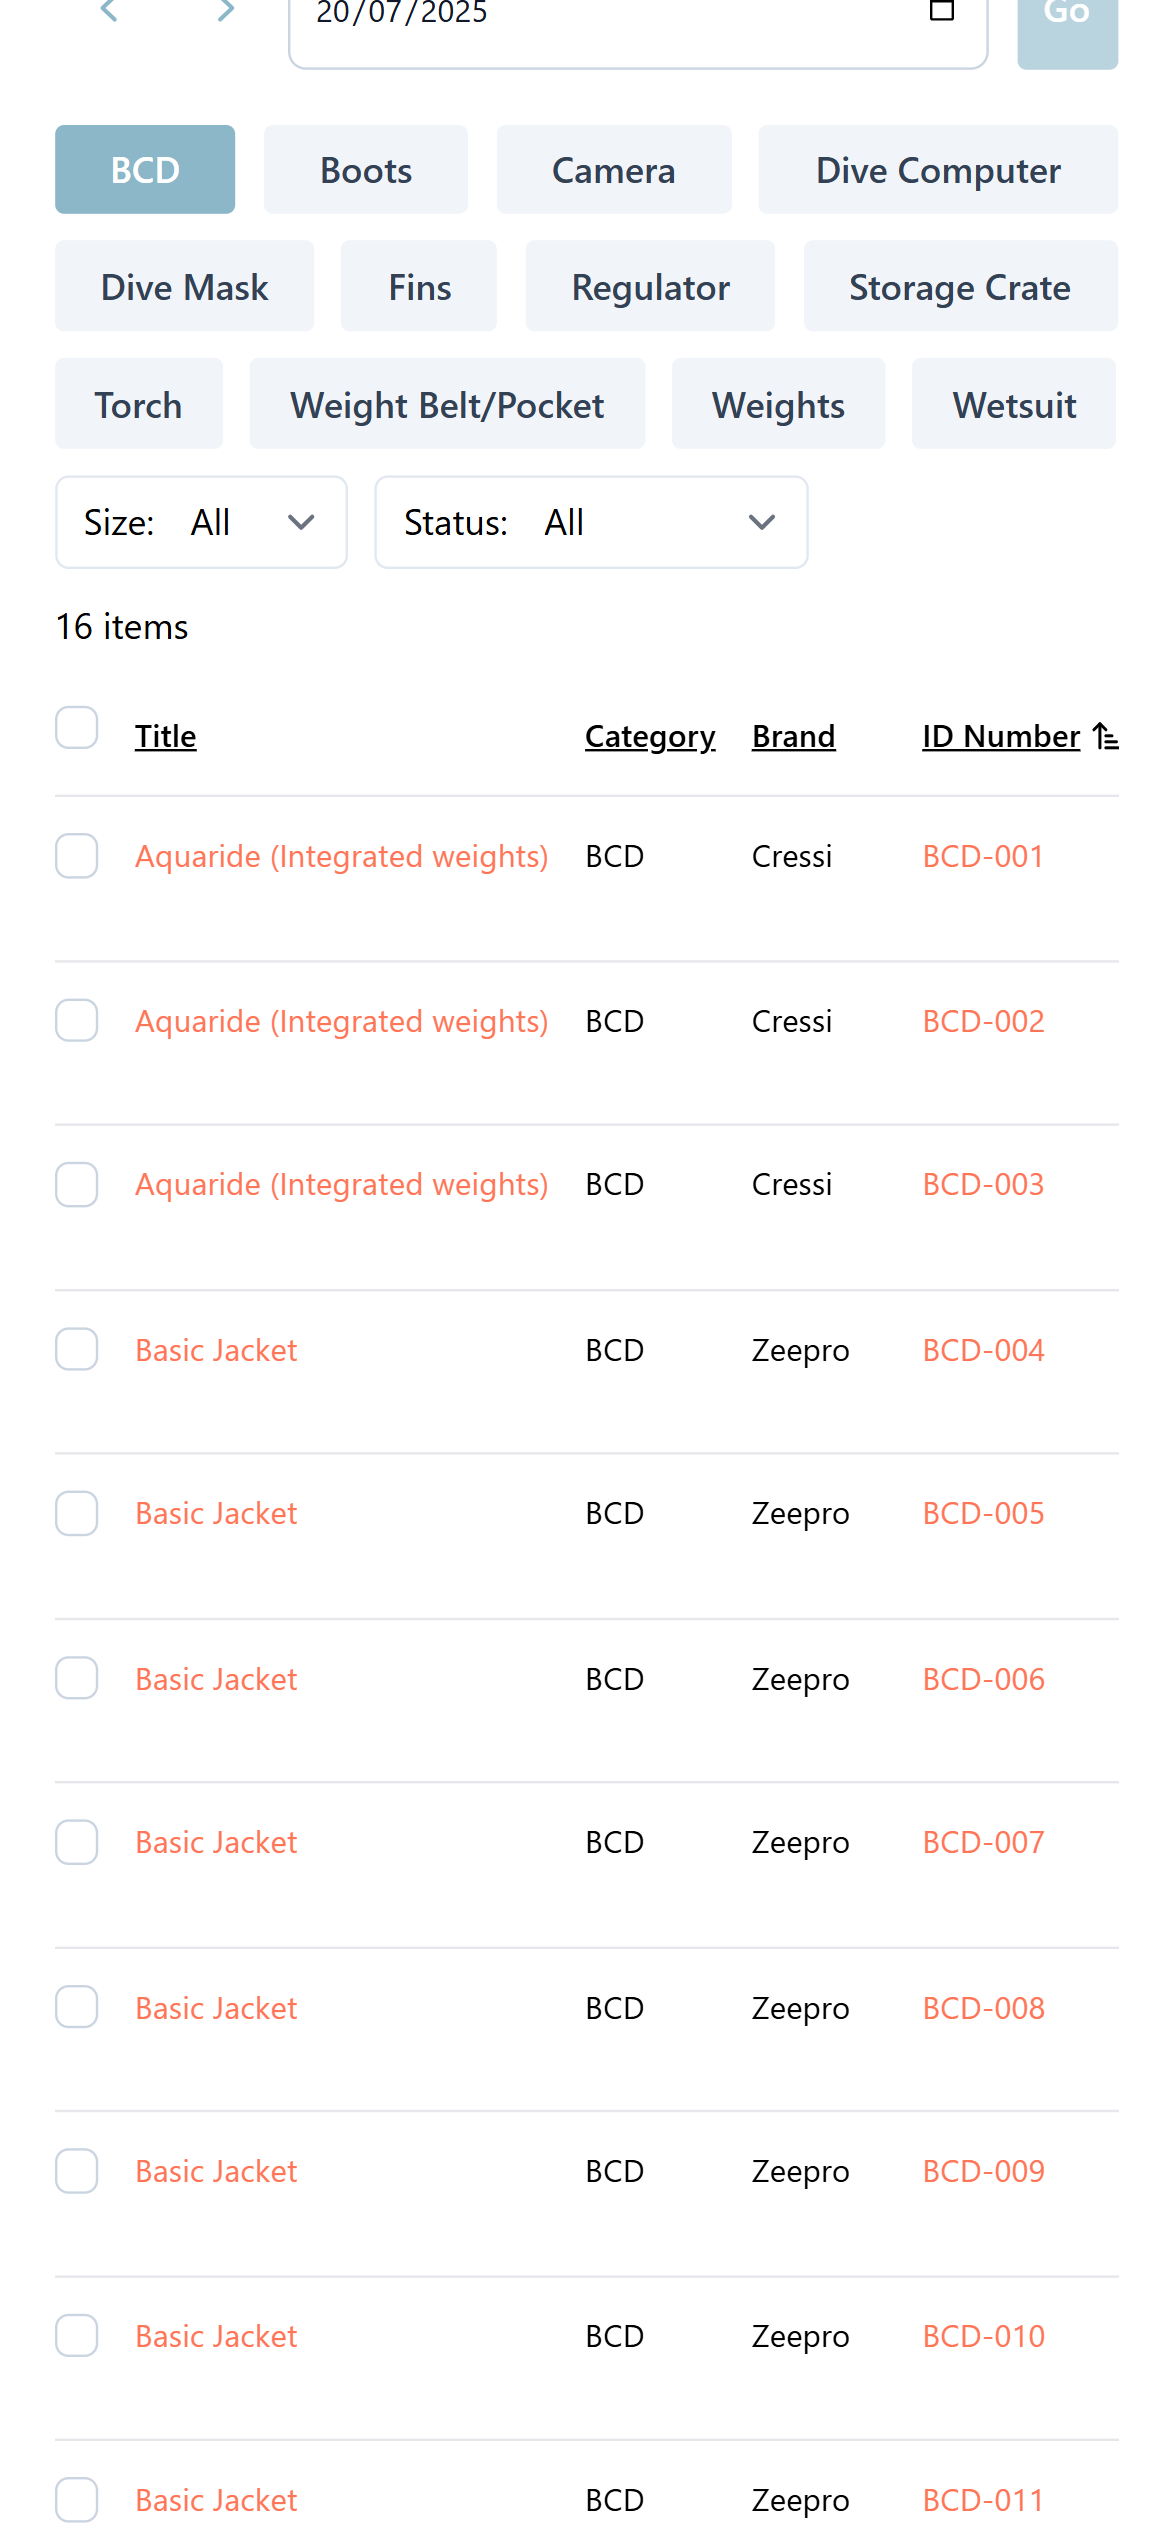 20/07/2025 Go
BCD Boots Camera Dive Computer
Dive Mask Fins Regulator Storage Crate
Torch Weight Belt/Pocket Weights Wetsuit
Size: All Status: All
16 items
Title Category Brand ID Number
Aquaride (Integrated weights) BCD Cressi BCD-001
Aquaride (Integrated weights) BCD Cressi BCD-002
Aquaride (Integrated weights) BCD Cressi BCD-003
Basic Jacket BCD Zeepro BCD-004
Basic Jacket BCD Zeepro BCD-005
Basic Jacket BCD Zeepro BCD-006
Basic Jacket BCD Zeepro BCD-007
Basic Jacket BCD Zeepro BCD-008
Basic Jacket BCD Zeepro BCD-009
Basic Jacket BCD Zeepro BCD-010
Basic Jacket BCD Zeepro BCD-011